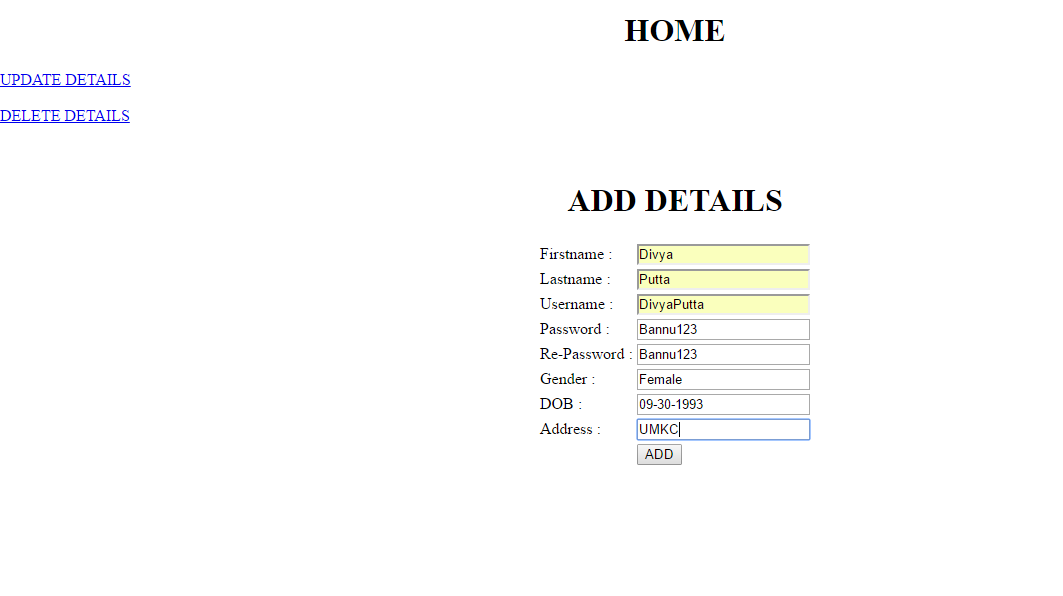 HOME
UPDATE DETAILS
DELETE DETAILS
ADD DETAILS
Firstname : Divya
Lastname : Putta
Username : DivyaPutta
Password : Bannu123
Re-Password : Bannu123
Gender : Female
DOB : 09-30-1993
Address : UMKC
ADD